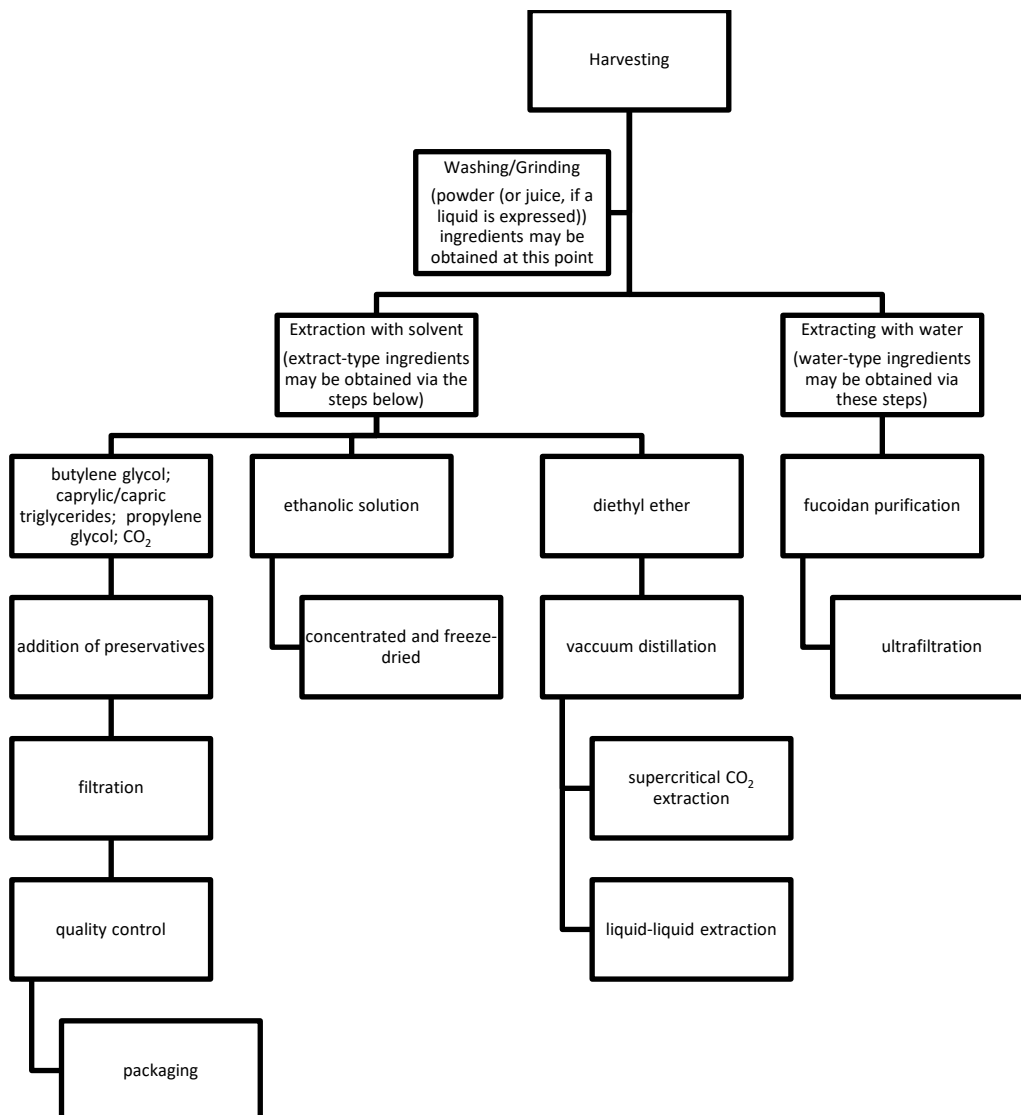 Harvesting
Washing/Grinding
(powder (or juice, if a
liquid is expressed))
ingredients may be
obtained at this point
Extraction with solvent
(extract-type ingredients
may be obtained via the
steps below)
Extracting with water
(water-type ingredients
may be obtained via
these steps)
butylene glycol;
caprylic/capric
triglycerides; propylene
glycol; CO₂
ethanolic solution
diethyl ether
fucoidan purification
addition of preservatives
concentrated and freeze-
dried
vaccuum distillation
ultrafiltration
filtration
supercritical CO₂
extraction
quality control
liquid-liquid extraction
packaging